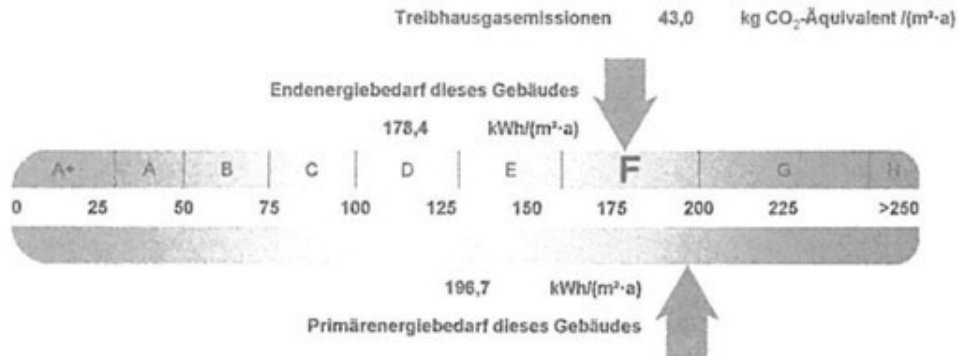 Treibhausgasemissionen 43,0 kg CO₂-Äquivalent /(m²·a)
Endenergiebedarf dieses Gebäudes
178,4 kWh/(m²·a)
A+ A B C D E F G H
0 25 50 75 100 125 150 175 200 225 >250
196,7 kWh/(m²·a)
Primärenergiebedarf dieses Gebäudes